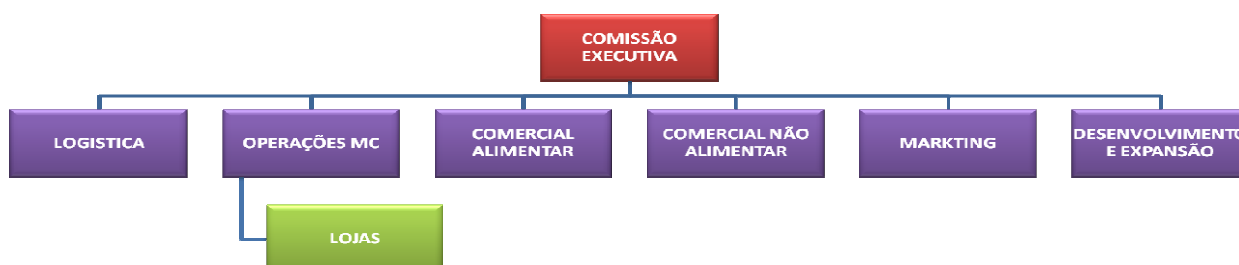 COMISSÃO
EXECUTIVA
LOGISTICA
OPERAÇÕES MC
COMERCIAL
ALIMENTAR
COMERCIAL NÃO
ALIMENTAR
MARKTING
DESENVOLVIMENTO
E EXPANSÃO
LOJAS